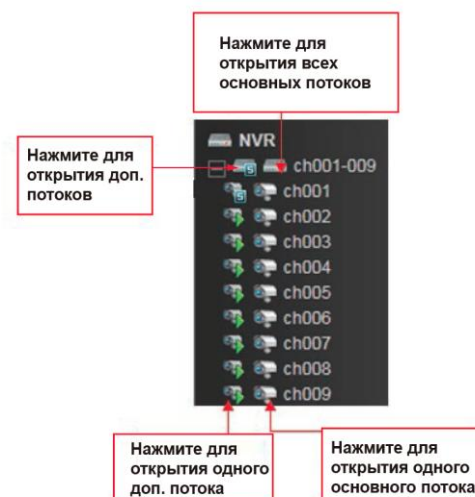 Нажмите для
открытия всех
основных потоков
Нажмите для
открытия доп.
потоков
NVR
S ch001-009
S ch001
ch002
ch003
ch004
ch005
ch006
ch007
ch008
ch009
Нажмите для
открытия одного
доп. потока
Нажмите для
открытия одного
основного потока